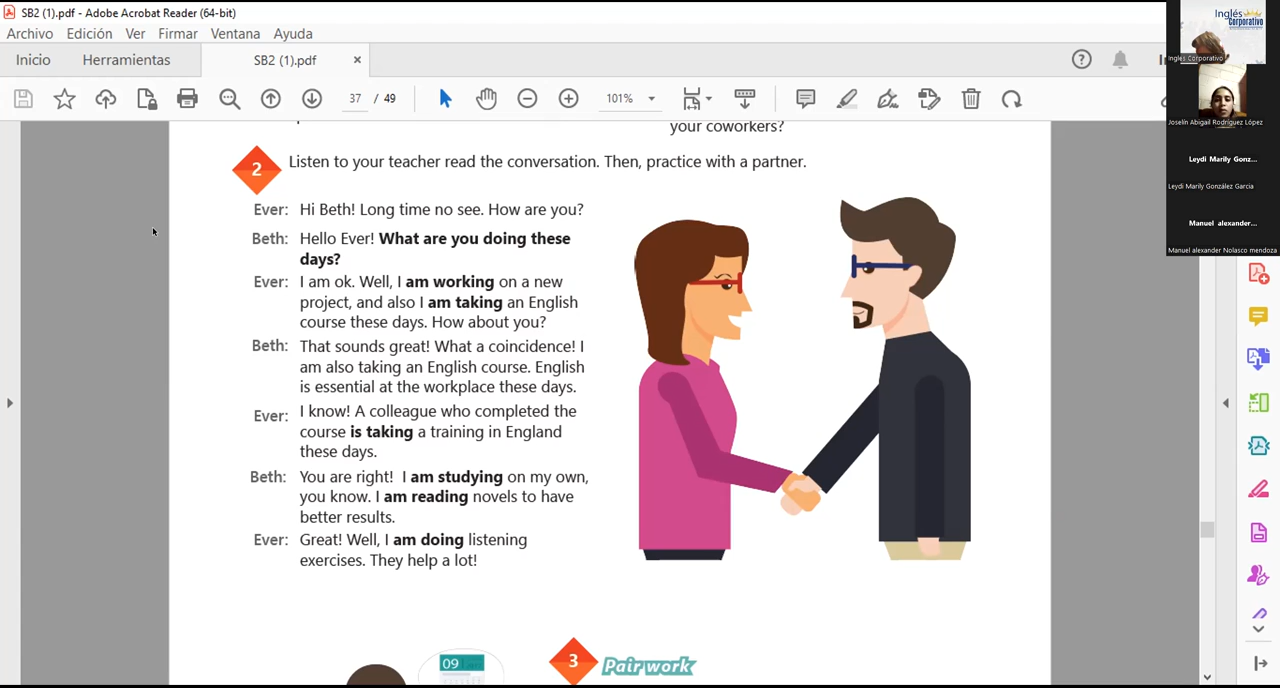 SB2 (1).pdf - Adobe Acrobat Reader (64-bit)
Archivo Edición Ver Firmar Ventana Ayuda
Inicio Herramientas SB2 (1).pdf ×
37 / 49 101%
your coworkers?
2 Listen to your teacher read the conversation. Then, practice with a partner.
Ever: Hi Beth! Long time no see. How are you?
Beth: Hello Ever! What are you doing these
days?
Ever: I am ok. Well, I am working on a new
project, and also I am taking an English
course these days. How about you?
Beth: That sounds great! What a coincidence! I
am also taking an English course. English
is essential at the workplace these days.
Ever: I know! A colleague who completed the
course is taking a training in England
these days.
Beth: You are right! I am studying on my own,
you know. I am reading novels to have
better results.
Ever: Great! Well, I am doing listening
exercises. They help a lot!
09
3 Pair work
Inglés
Corporativo
Inglés Corporativo
Joselín Abigail Rodríguez López
Leydi Marily Gonz...
Leydi Marily González Garcia
Manuel alexander...
Manuel alexander Nolasco mendoza